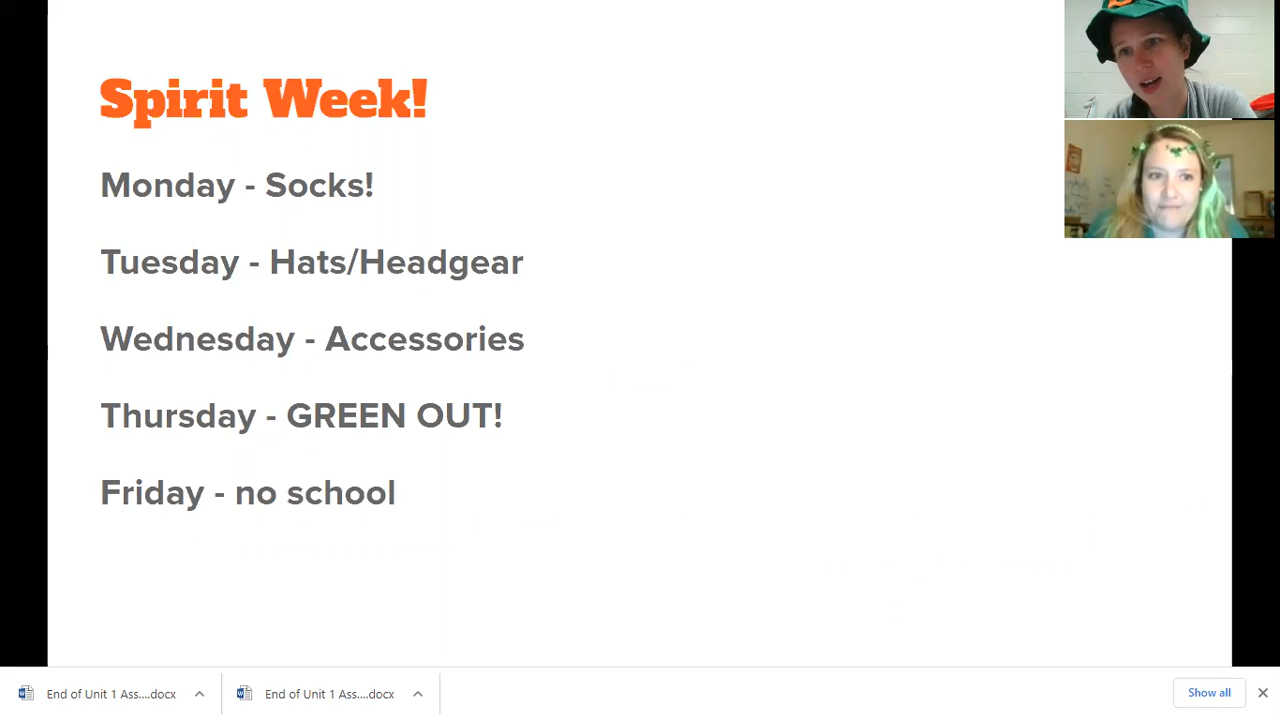 Spirit Week!
Monday - Socks!
Tuesday - Hats/Headgear
Wednesday - Accessories
Thursday - GREEN OUT!
Friday - no school
End of Unit 1 Ass....docx
End of Unit 1 Ass....docx
Show all